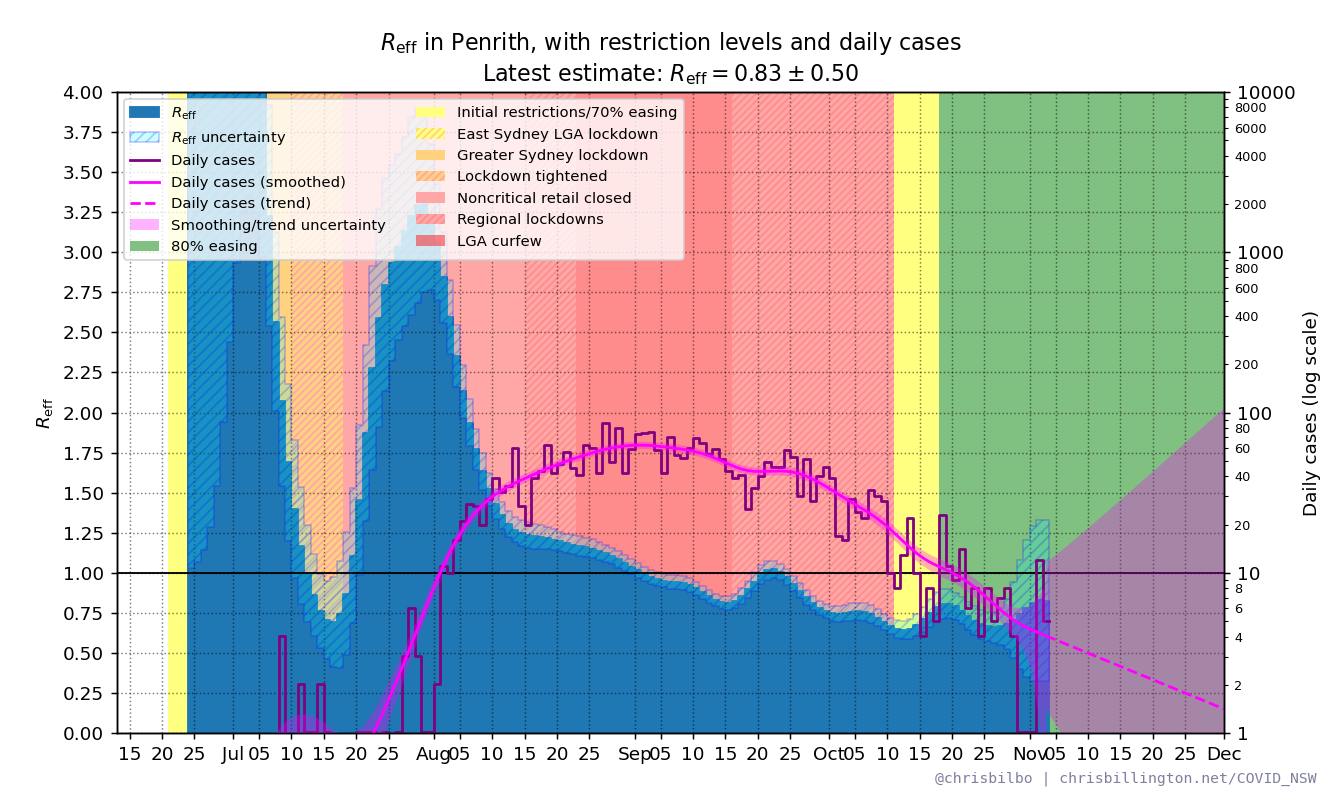 Reff in Penrith, with restriction levels and daily cases
Latest estimate: Reff = 0.83 ± 0.50
Reff
Reff uncertainty
Daily cases
Daily cases (smoothed)
Daily cases (trend)
Smoothing/trend uncertainty
80% easing
Initial restrictions/70% easing
East Sydney LGA lockdown
Greater Sydney lockdown
Lockdown tightened
Noncritical retail closed
Regional lockdowns
LGA curfew
Reff
4.00
3.75
3.50
3.25
3.00
2.75
2.50
2.25
2.00
1.75
1.50
1.25
1.00
0.75
0.50
0.25
0.00
10000
8000
6000
4000
2000
1000
800
600
400
200
100
80
60
40
20
10
8
6
4
2
1
Daily cases (log scale)
15 20 25 Jul 05 10 15 20 25 Aug 05 10 15 20 25 Sep 05 10 15 20 25 Oct 05 10 15 20 25 Nov 05 10 15 20 25 Dec
@chrisbilbo | chrisbillington.net/COVID_NSW